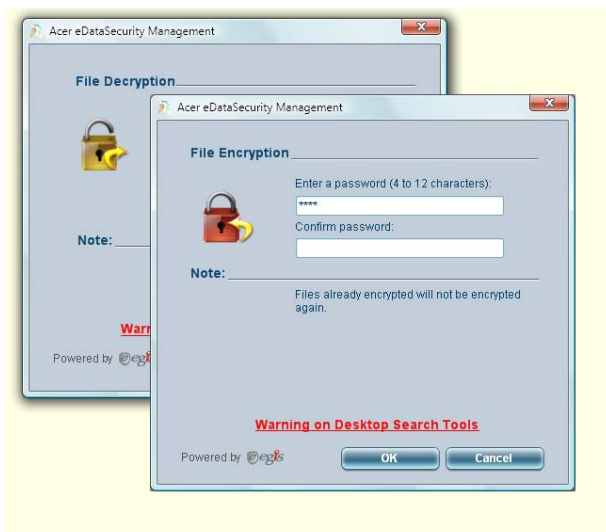 Acer eDataSecurity Management
File Decryption
Note:
Powered by
Acer eDataSecurity Management
File Encryption
Enter a password (4 to 12 characters):
****
Confirm password:
Note:
Files already encrypted will not be encrypted
again.
Warning on Desktop Search Tools
Powered by egis
OK
Cancel